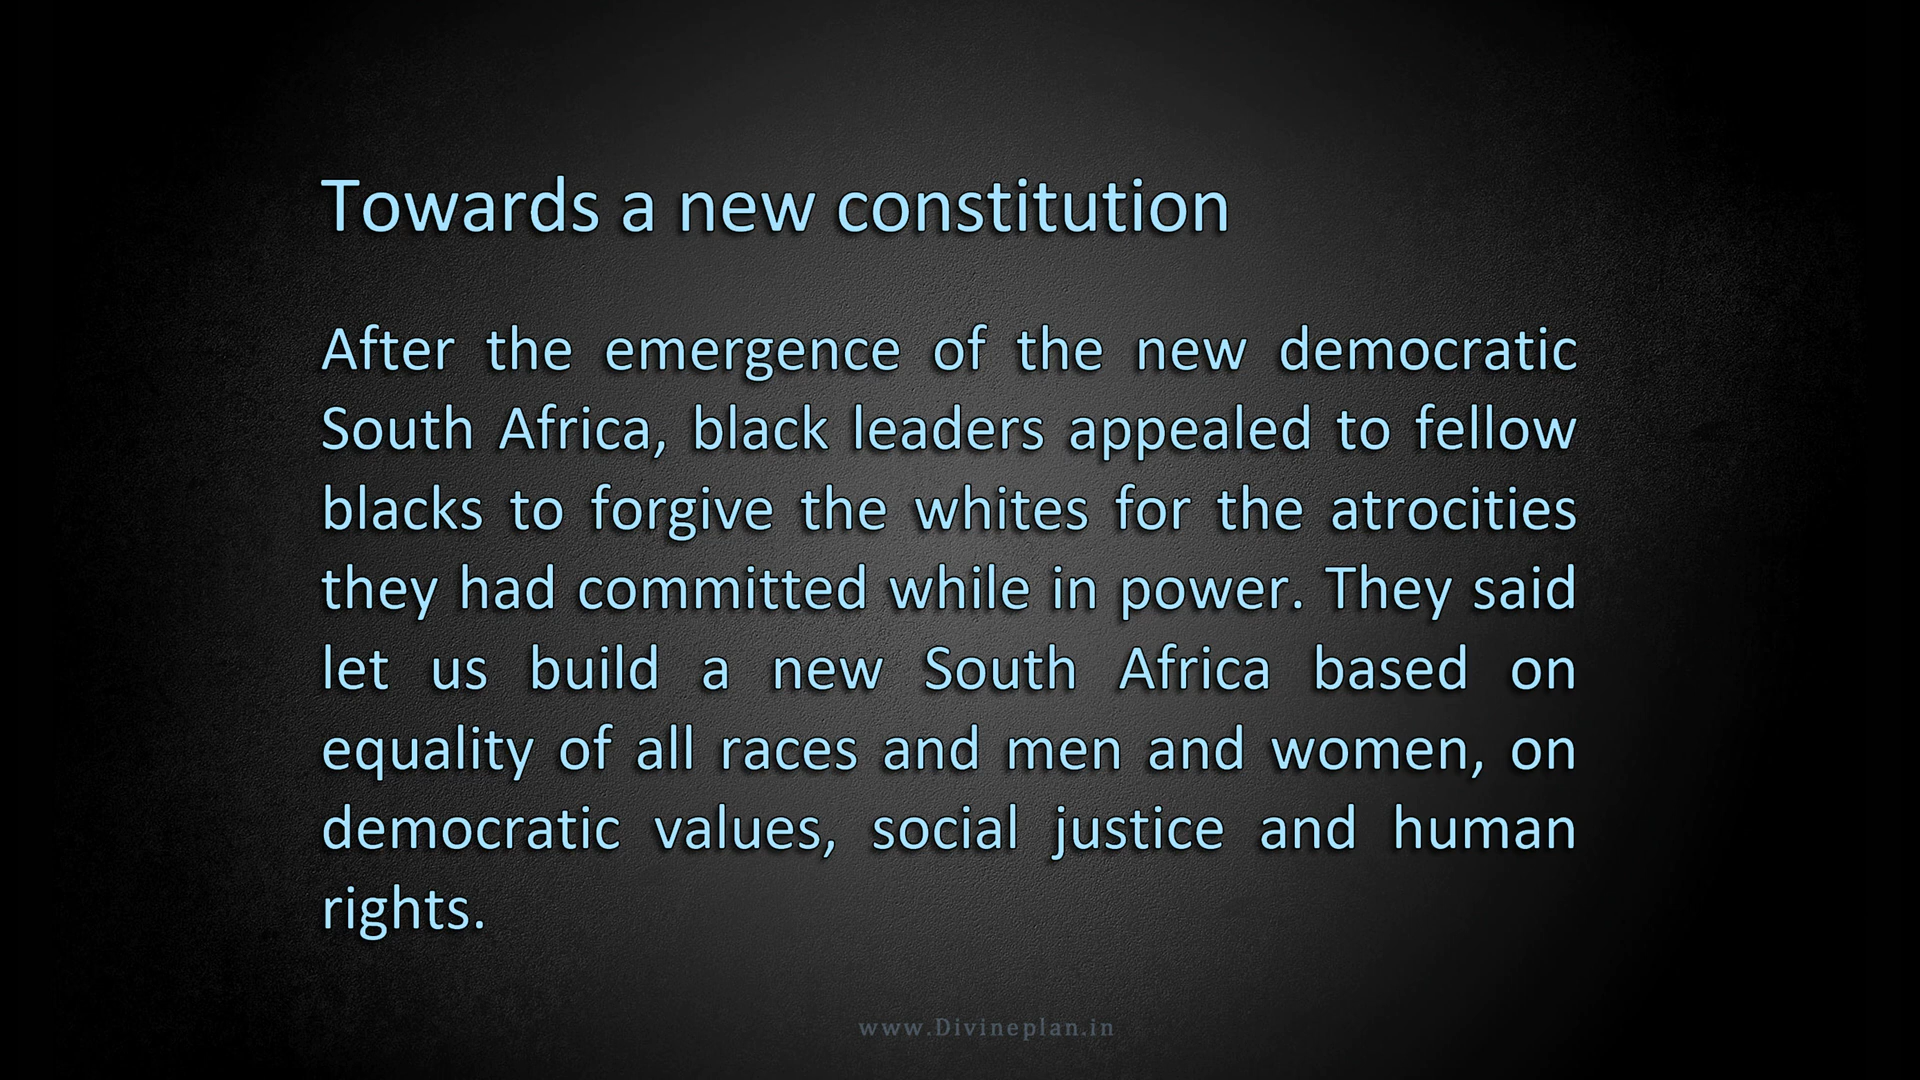 Towards a new constitution
After the emergence of the new democratic
South Africa, black leaders appealed to fellow
blacks to forgive the whites for the atrocities
they had committed while in power. They said
let us build a new South Africa based on
equality of all races and men and women, on
democratic values, social justice and human
rights.
www.Divineplan.in